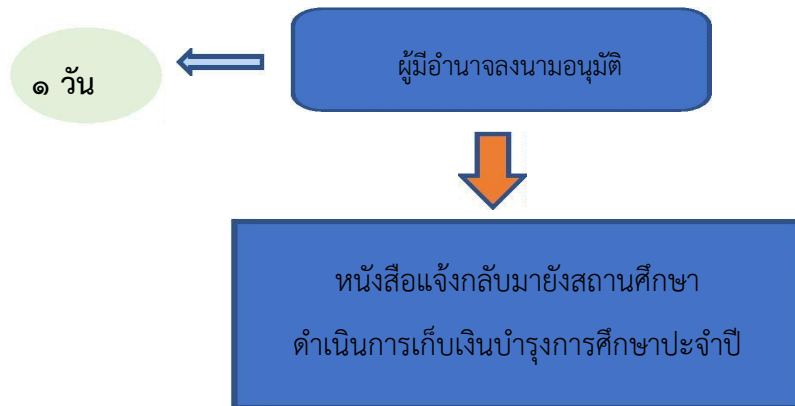 ผู้มีอำนาจลงนามอนุมัติ
๑ วัน
หนังสือแจ้งกลับมายังสถานศึกษา
ดำเนินการเก็บเงินบำรุงการศึกษาปะจำปี